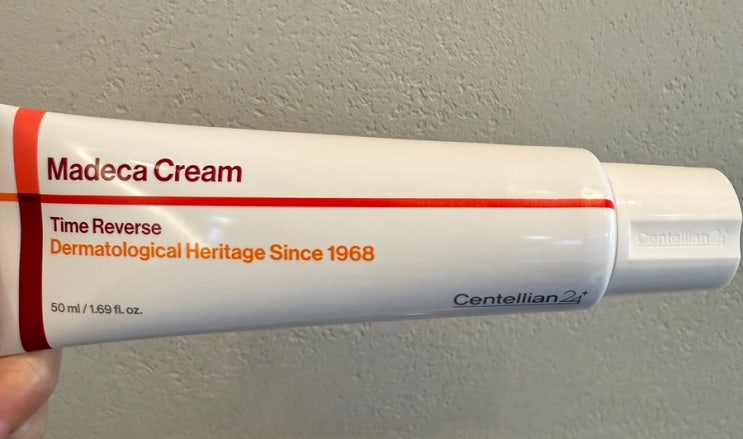 Madeca Cream
Time Reverse
Dermatological Heritage Since 1968
50 ml / 1.69 fl. oz.
Centellian 24+
Centellian 24+